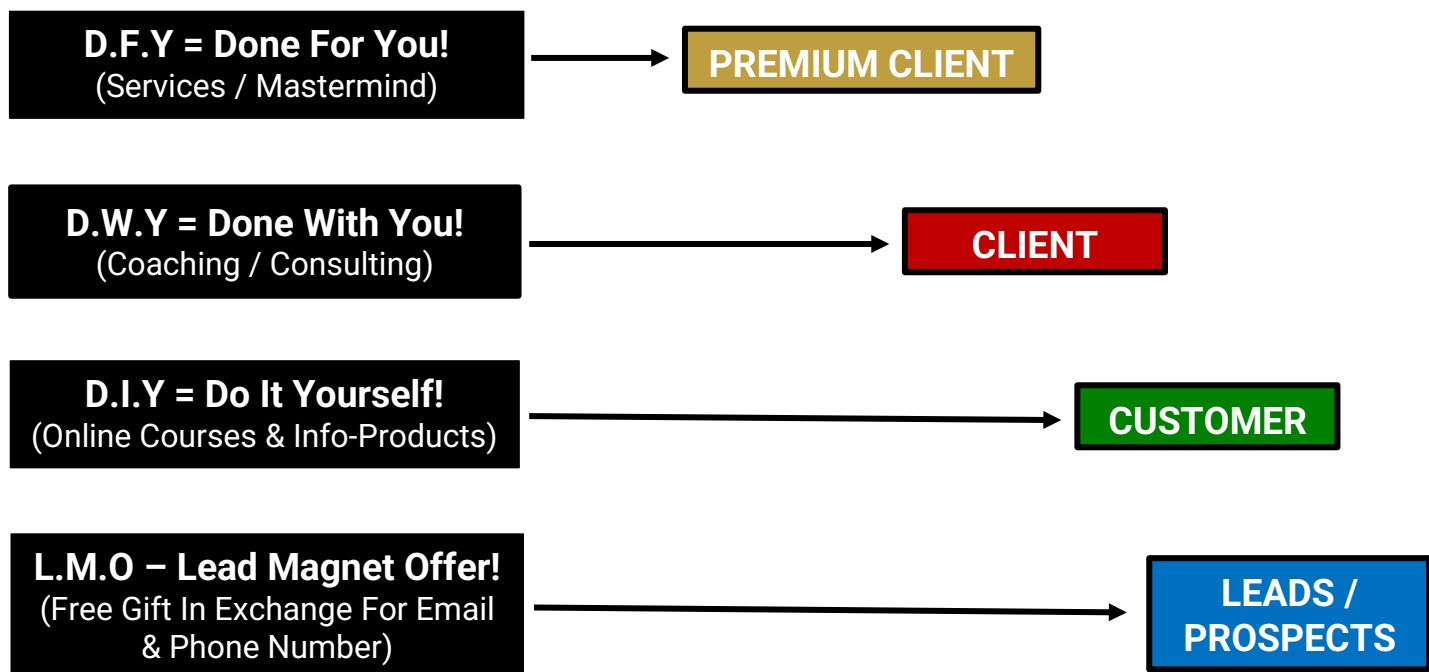 D.F.Y = Done For You!
(Services / Mastermind)
PREMIUM CLIENT
D.W.Y = Done With You!
(Coaching / Consulting)
CLIENT
D.I.Y = Do It Yourself!
(Online Courses & Info-Products)
CUSTOMER
L.M.O – Lead Magnet Offer!
(Free Gift In Exchange For Email
& Phone Number)
LEADS /
PROSPECTS